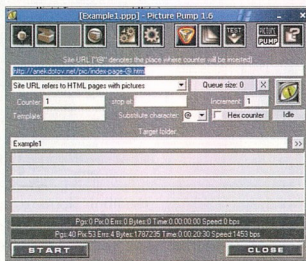 [Example1.ppp] - Picture Pump 1.6
TEST PICTURE PUMP ?
Site URL ("@" denotes the place where counter will be inserted)
http://anekdotov.net/pic/index-page-@.html
Site URL refers to HTML pages with pictures Queue size: 0 X
Counter: 1 stop at: Increment: 1
Template: Substitute character: @ Hex counter Idle
Target folder:
Example1 >>
Pgs:0 Pix:0 Errs:0 Bytes:0 Time:0:00:00:00 Speed:0 bps
Pgs:40 Pix:53 Errs:4 Bytes:1787235 Time:0:00:20:30 Speed:1453 bps
START CLOSE